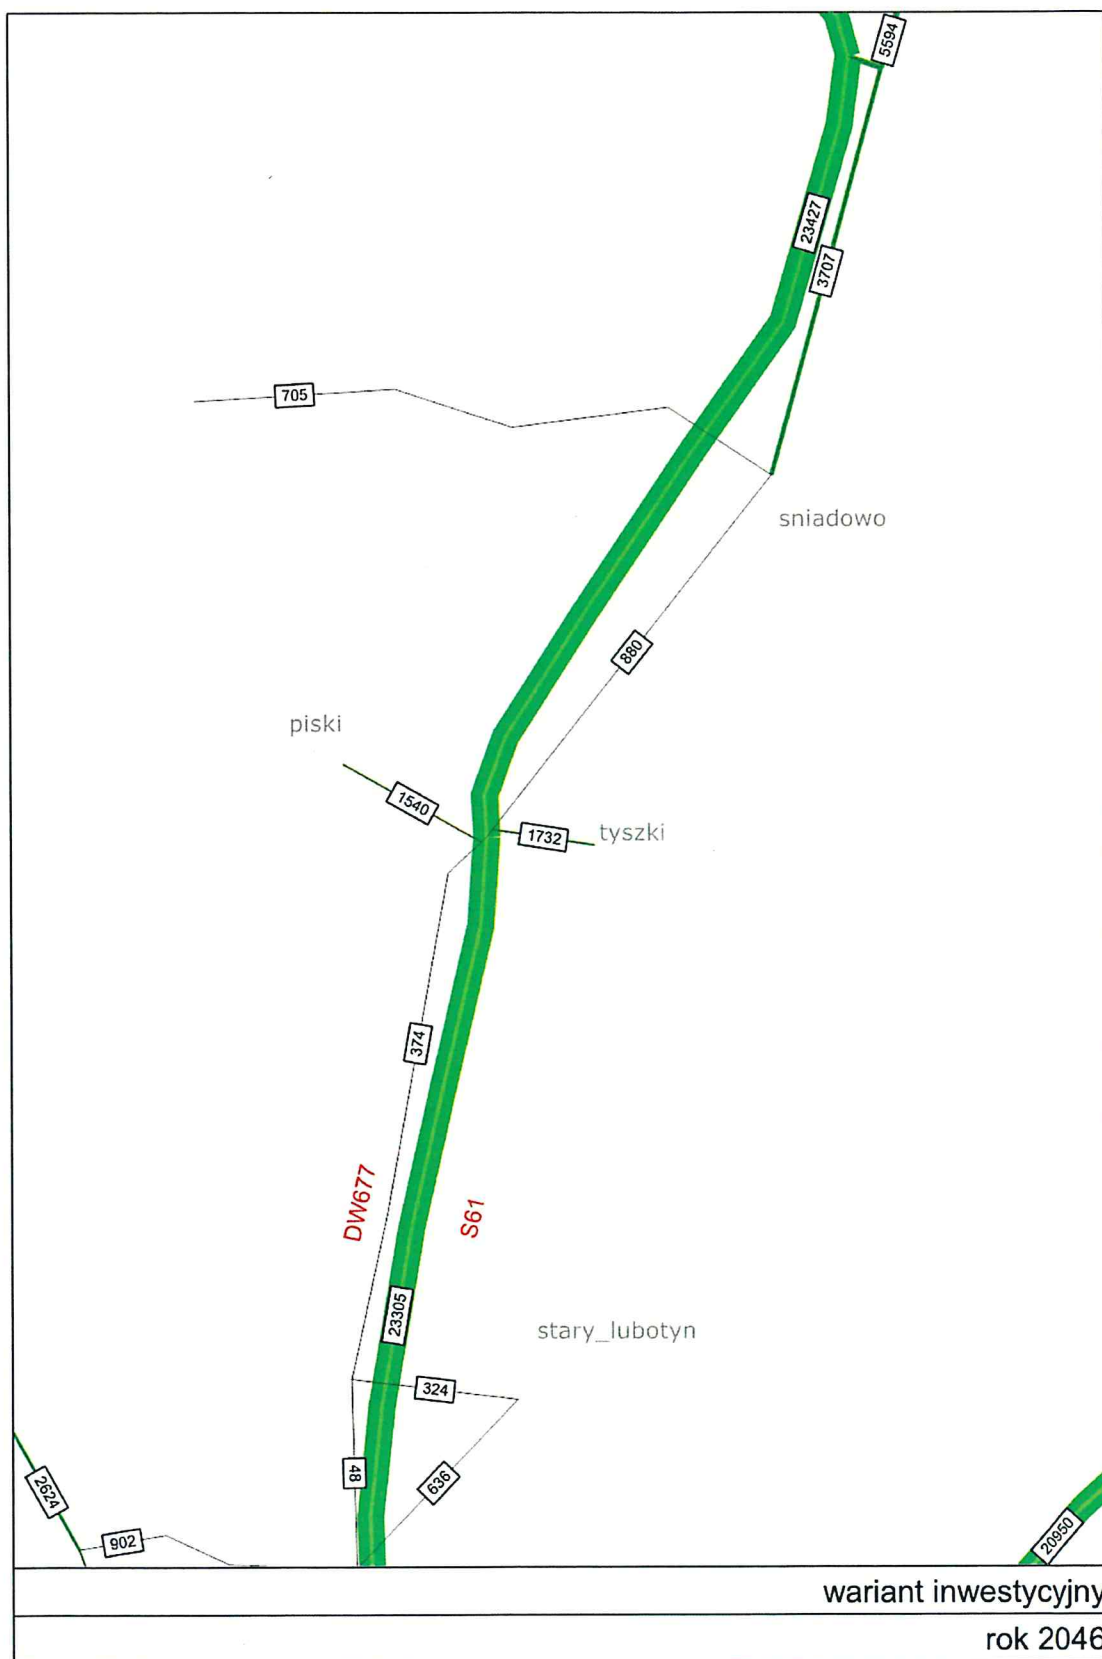 5594
23427
3707
705
sniadowo
880
piski
1540
1732
tyszki
374
DW677
S61
23305
stary_lubotyn
324
48
636
2624
902
20950
wariant inwestycyjny
rok 2046